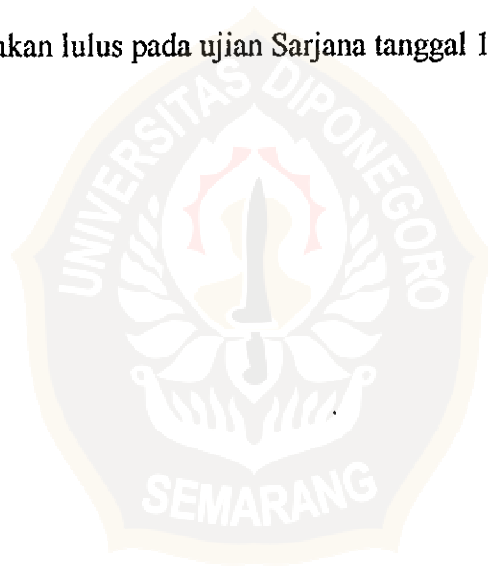 akan lulus pada ujian Sarjana tanggal 1
UNIVERSITAS DIPONEGORO
SEMARANG